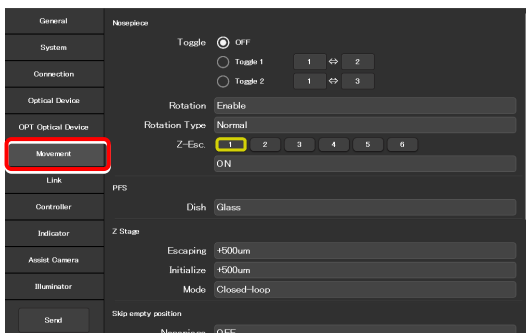 General
System
Connection
Optical Device
OPT Optical Device
Movement
Link
Controller
Indicator
Assist Camera
Illuminator
Send
Nosepiece
Toggle OFF
Toggle 1 1 ⇔ 2
Toggle 2 1 ⇔ 3
Rotation Enable
Rotation Type Normal
Z-Esc. 1 2 3 4 5 6
ON
PFS
Dish Glass
Z Stage
Escaping +500um
Initialize +500um
Mode Closed-loop
Skip empty position
Nosepiece OFF